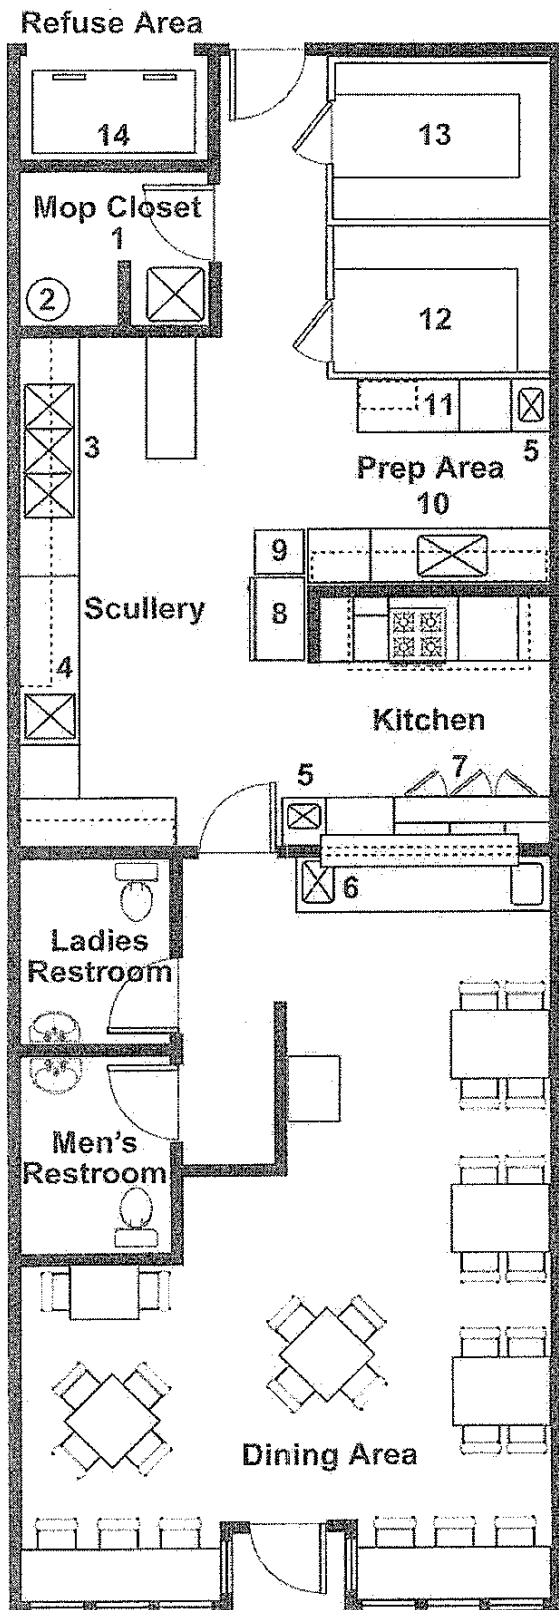 Refuse Area
14
13
Mop Closet
1
2
12
11
5
3
Prep Area
10
9
8
Scullery
4
Kitchen
7
5
6
Ladies
Restroom
Men's
Restroom
Dining Area